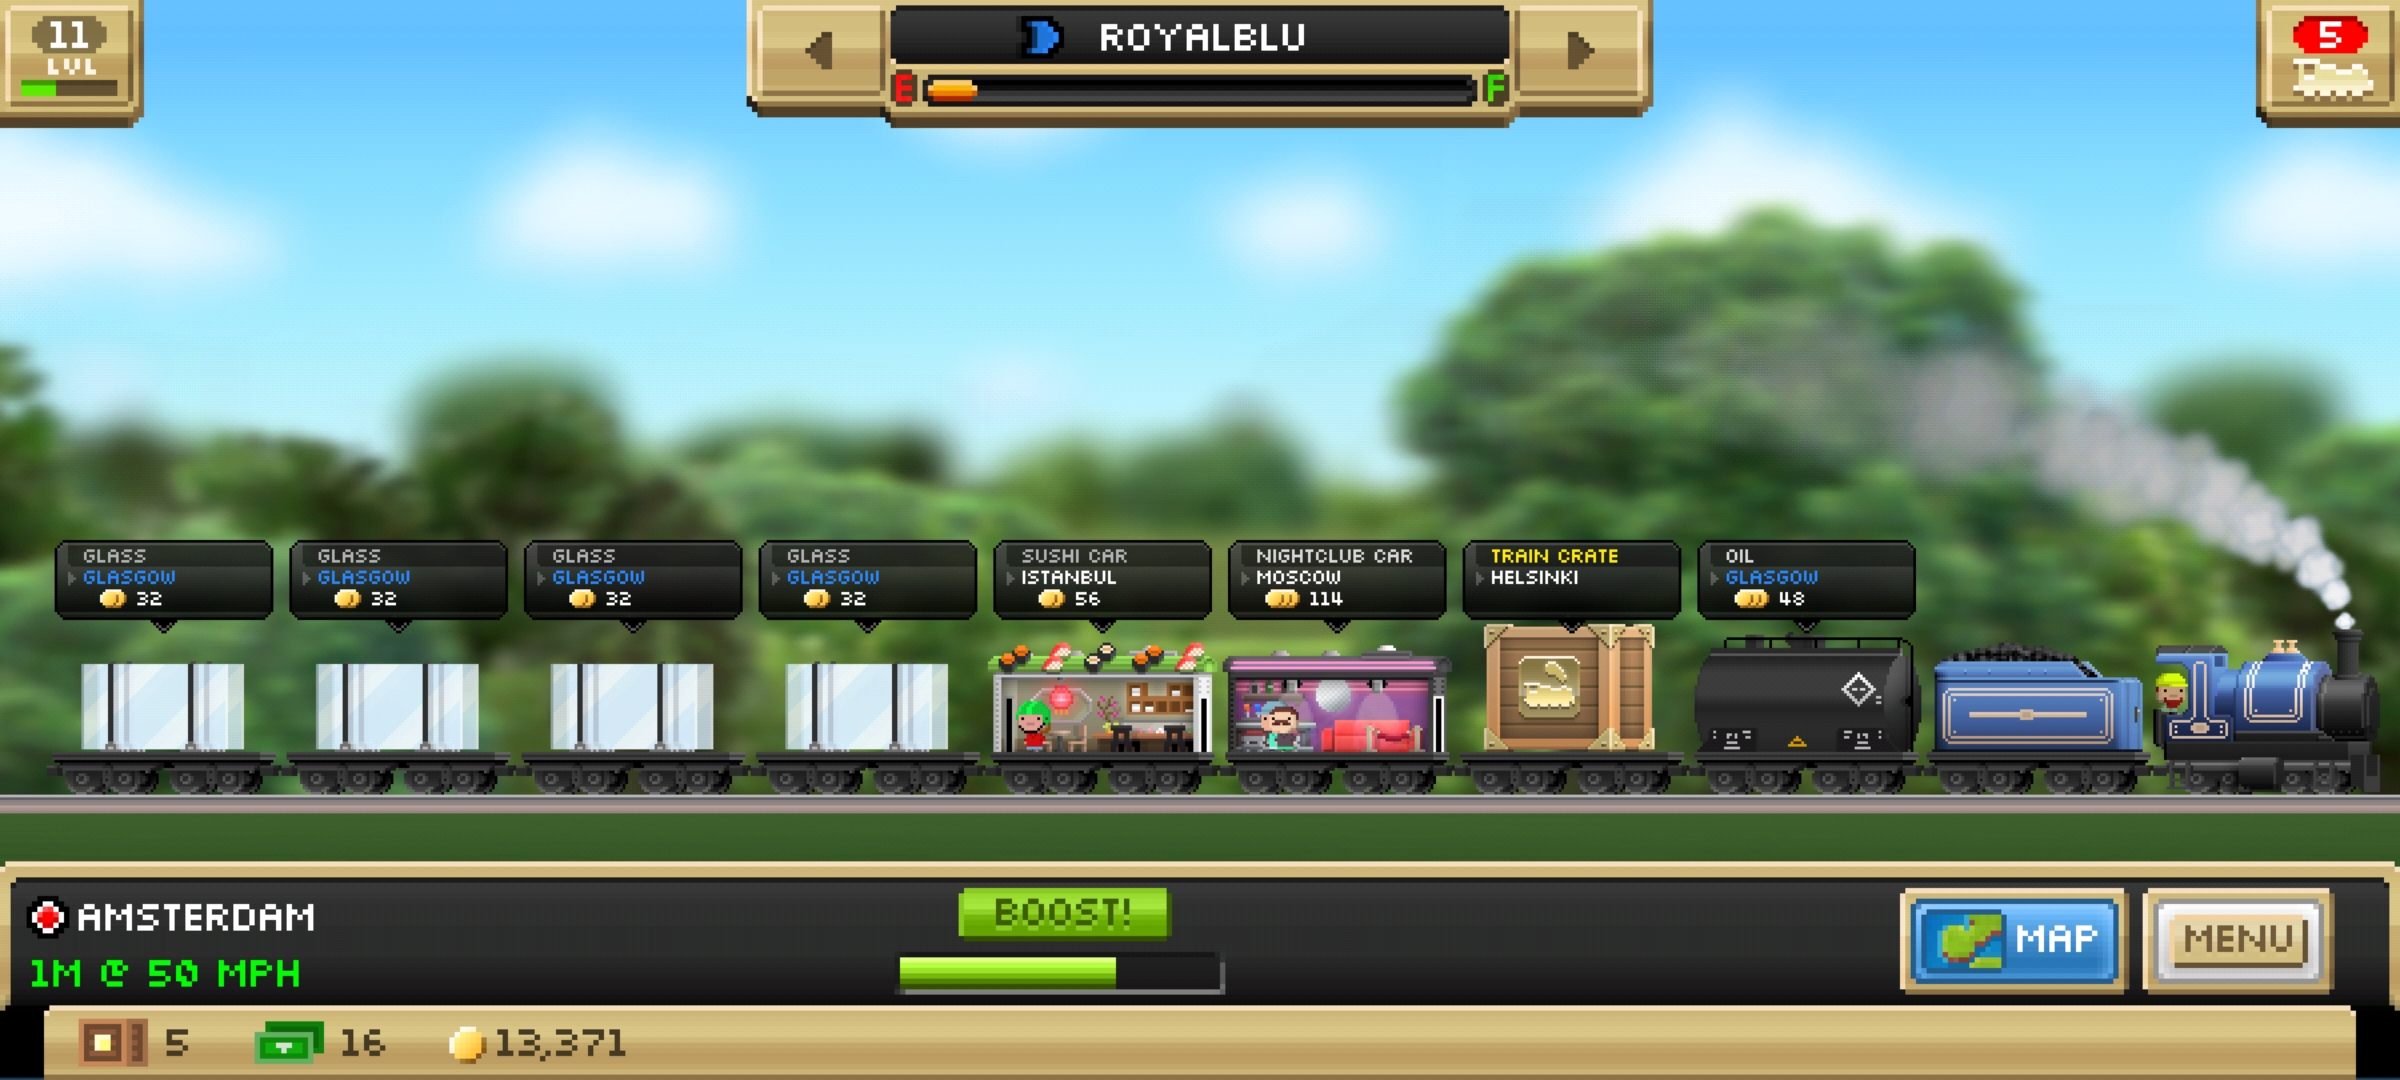 11
LVL
ROYALBLU
E
F
5
GLASS
GLASGOW
32
GLASS
GLASGOW
32
GLASS
GLASGOW
32
GLASS
GLASGOW
32
SUSHI CAR
ISTANBUL
56
NIGHTCLUB CAR
MOSCOW
114
TRAIN CRATE
HELSINKI
OIL
GLASGOW
48
AMSTERDAM
1M @ 50 MPH
BOOST!
MAP
MENU
5
16
13,371